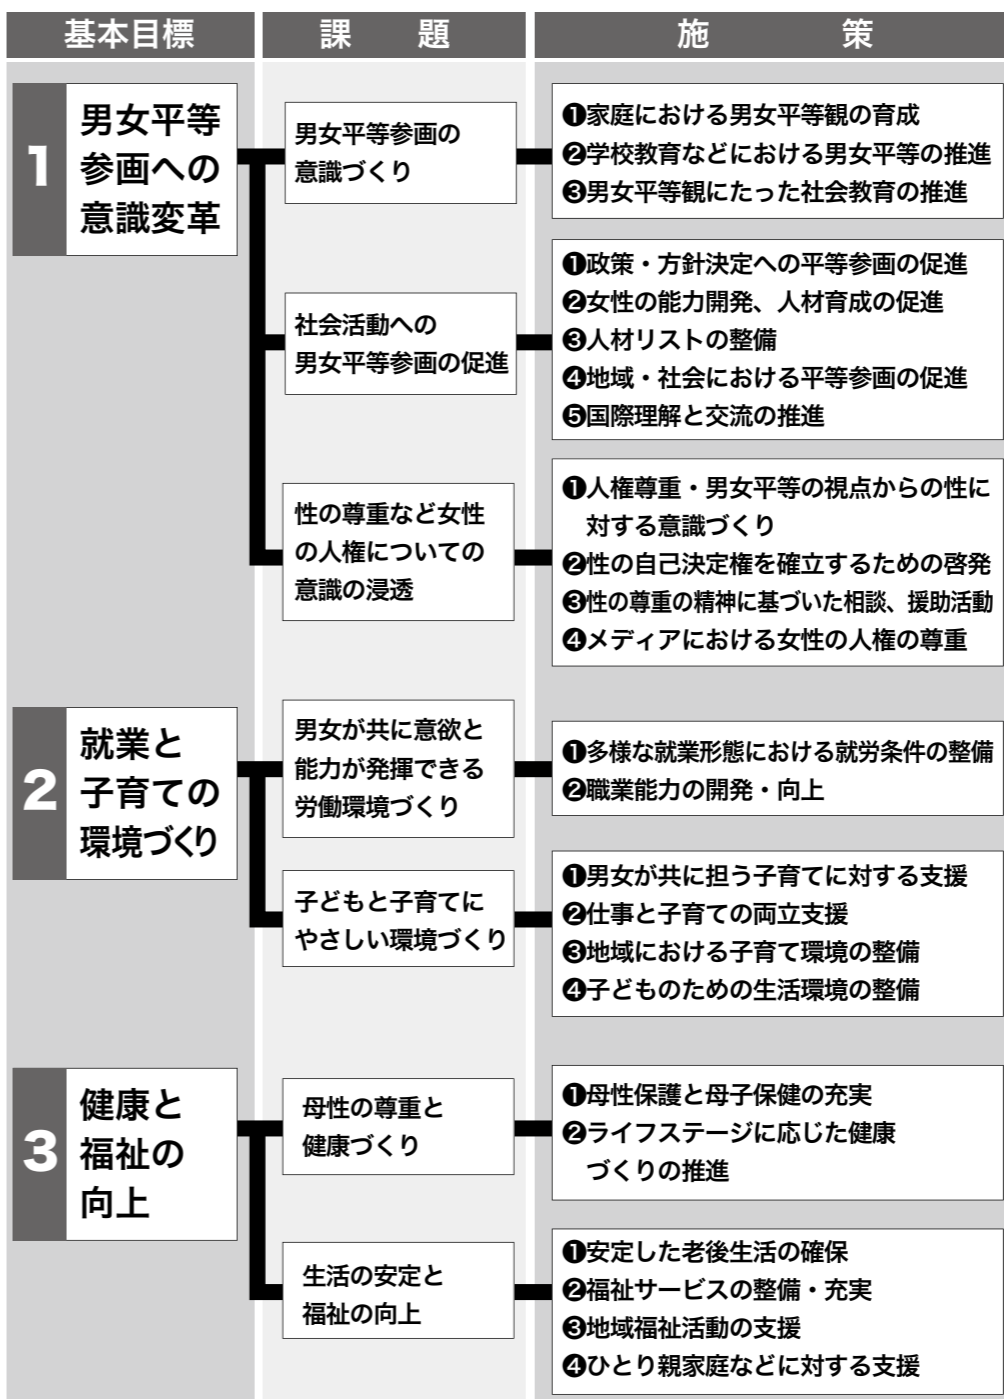 基本目標
課題
施策
1
男女平等
参画への
意識変革
男女平等参画の
意識づくり
❶家庭における男女平等観の育成
❷学校教育などにおける男女平等の推進
❸男女平等観にたった社会教育の推進
社会活動への
男女平等参画の促進
❶政策・方針決定への平等参画の促進
❷女性の能力開発、人材育成の促進
❸人材リストの整備
❹地域・社会における平等参画の促進
❺国際理解と交流の推進
性の尊重など女性
の人権についての
意識の浸透
❶人権尊重・男女平等の視点からの性に
対する意識づくり
❷性の自己決定権を確立するための啓発
❸性の尊重の精神に基づいた相談、援助活動
❹メディアにおける女性の人権の尊重
2
就業と
子育ての
環境づくり
男女が共に意欲と
能力が発揮できる
労働環境づくり
❶多様な就業形態における就労条件の整備
❷職業能力の開発・向上
子どもと子育てに
やさしい環境づくり
❶男女が共に担う子育てに対する支援
❷仕事と子育ての両立支援
❸地域における子育て環境の整備
❹子どものための生活環境の整備
3
健康と
福祉の
向上
母性の尊重と
健康づくり
❶母性保護と母子保健の充実
❷ライフステージに応じた健康
づくりの推進
生活の安定と
福祉の向上
❶安定した老後生活の確保
❷福祉サービスの整備・充実
❸地域福祉活動の支援
❹ひとり親家庭などに対する支援